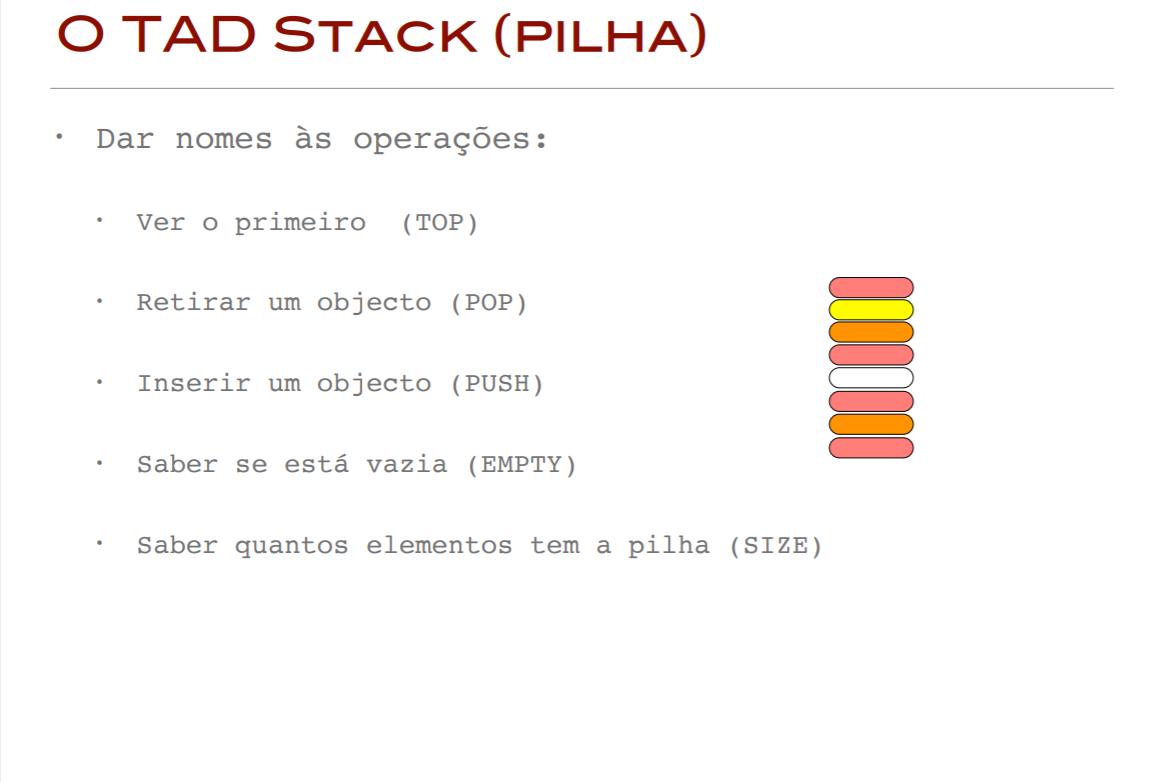 O TAD Stack (pilha)
• Dar nomes às operações:
• Ver o primeiro (TOP)
• Retirar um objecto (POP)
• Inserir um objecto (PUSH)
• Saber se está vazia (EMPTY)
• Saber quantos elementos tem a pilha (SIZE)